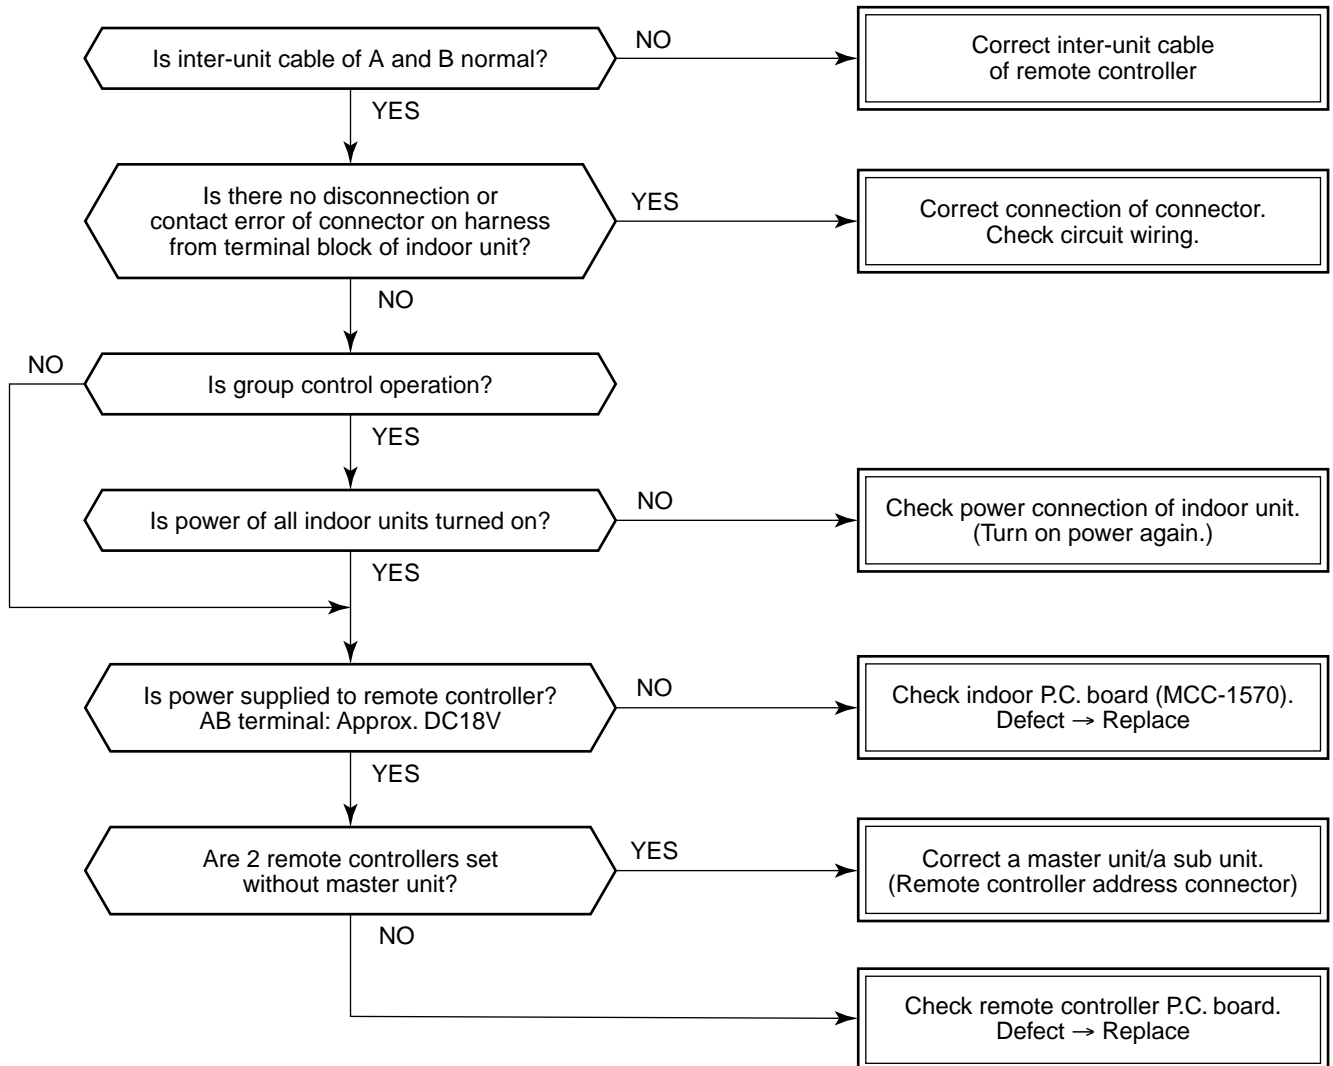 Is inter-unit cable of A and B normal?
NO
Correct inter-unit cable
of remote controller
YES
Is there no disconnection or
contact error of connector on harness
from terminal block of indoor unit?
YES
Correct connection of connector.
Check circuit wiring.
NO
NO
Is group control operation?
YES
Is power of all indoor units turned on?
NO
Check power connection of indoor unit.
(Turn on power again.)
YES
Is power supplied to remote controller?
AB terminal: Approx. DC18V
NO
Check indoor P.C. board (MCC-1570).
Defect → Replace
YES
Are 2 remote controllers set
without master unit?
YES
Correct a master unit/a sub unit.
(Remote controller address connector)
NO
Check remote controller P.C. board.
Defect → Replace